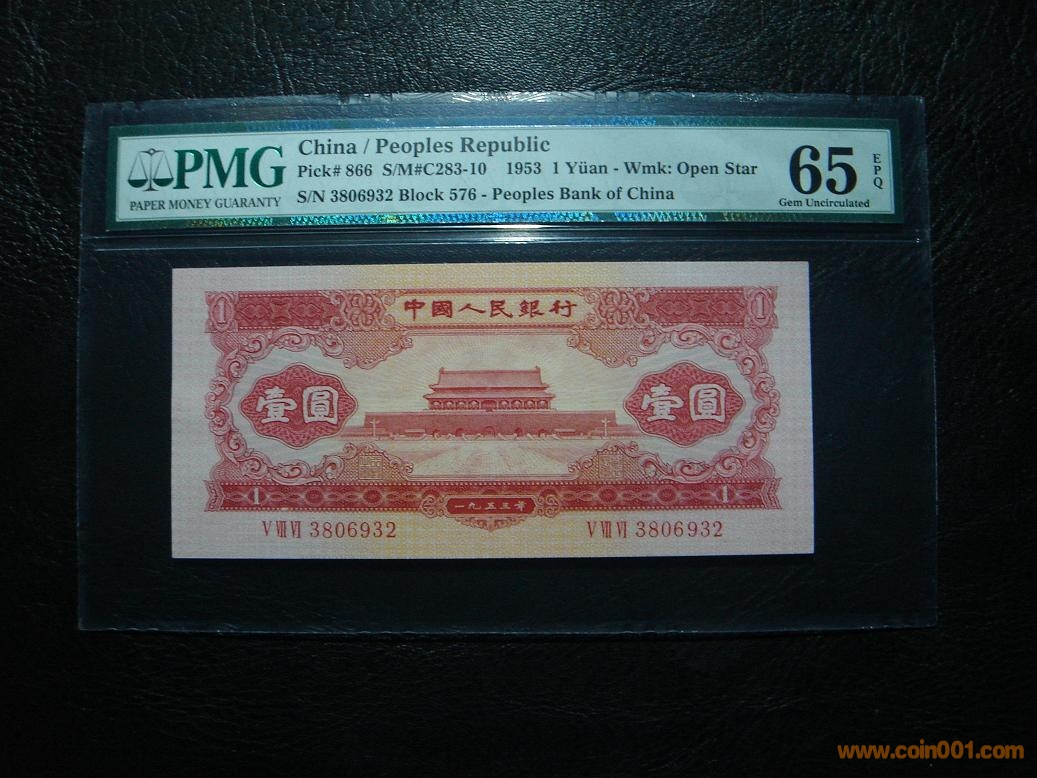 China / Peoples Republic
PMG
PAPER MONEY GUARANTY
Pick# 866 S/M#C283-10 1953 1 Yüan - Wmk: Open Star
S/N 3806932 Block 576 - Peoples Bank of China
65
EPQ
Gem Uncirculated
1 中國人民銀行 1
壹圓 壹圓
1 一九五三年 1
V VII VI 3806932 V VII VI 3806932
www.coin001.com